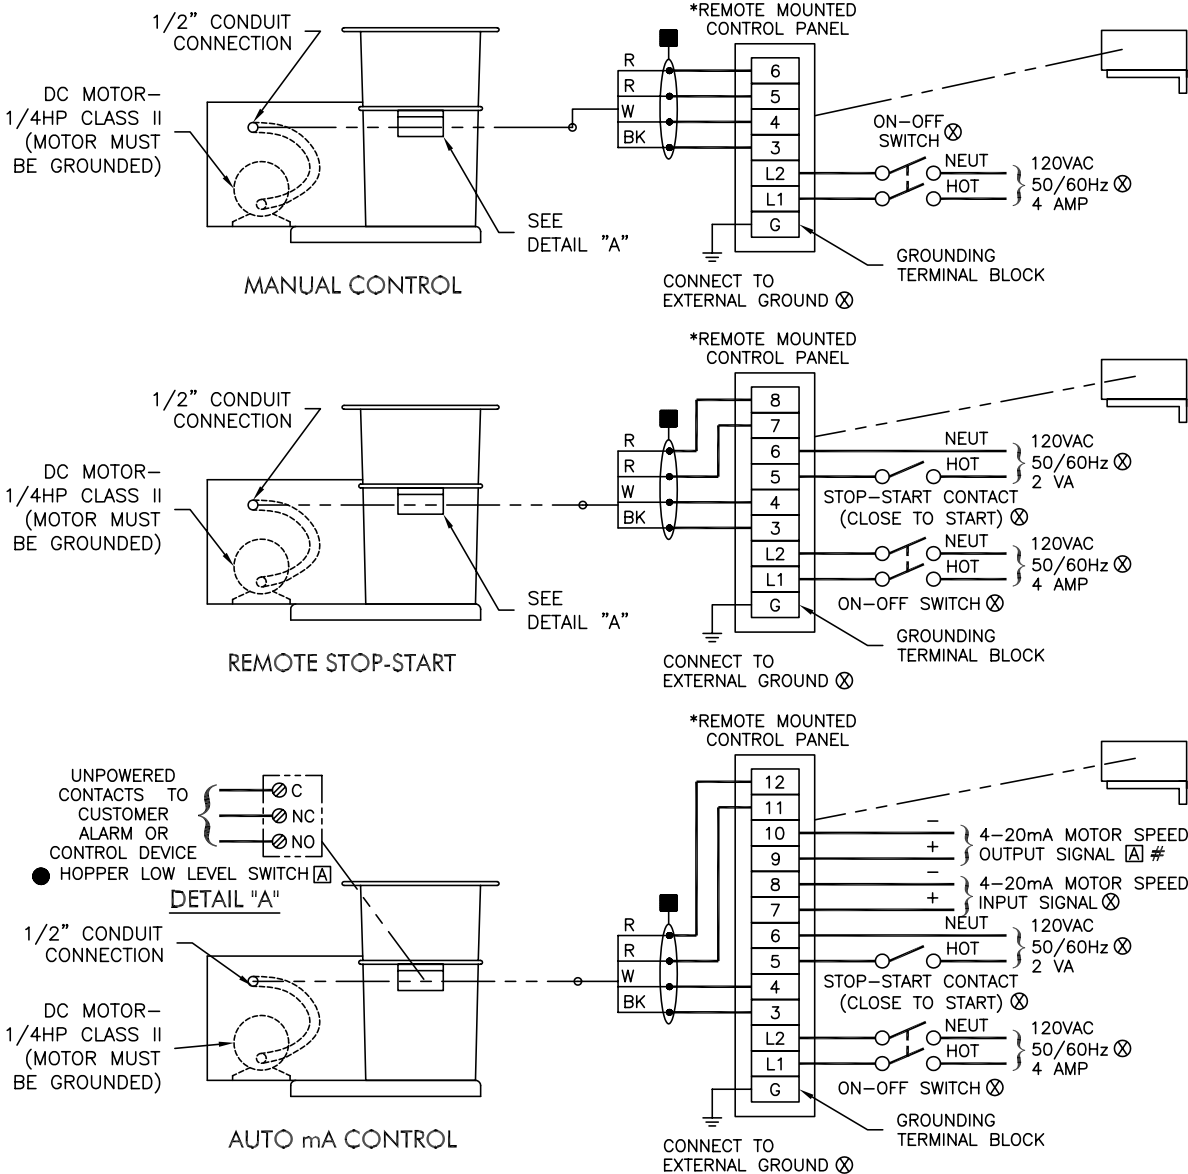 1/2” CONDUIT
CONNECTION
DC MOTOR–
1/4HP CLASS II
(MOTOR MUST
BE GROUNDED)
SEE
DETAIL ”A”
MANUAL CONTROL
*REMOTE MOUNTED
CONTROL PANEL
R
R
W
BK
6
5
4
3
L2
L1
G
ON–OFF
SWITCH Ⓧ
NEUT
HOT
120VAC
50/60Hz Ⓧ
4 AMP
GROUNDING
TERMINAL BLOCK
CONNECT TO
EXTERNAL GROUND Ⓧ
1/2” CONDUIT
CONNECTION
DC MOTOR–
1/4HP CLASS II
(MOTOR MUST
BE GROUNDED)
SEE
DETAIL ”A”
REMOTE STOP-START
*REMOTE MOUNTED
CONTROL PANEL
R
R
W
BK
8
7
6
5
4
3
L2
L1
G
NEUT
HOT
120VAC
50/60Hz Ⓧ
2 VA
STOP–START CONTACT
(CLOSE TO START) Ⓧ
NEUT
HOT
120VAC
50/60Hz Ⓧ
4 AMP
ON–OFF SWITCH Ⓧ
GROUNDING
TERMINAL BLOCK
CONNECT TO
EXTERNAL GROUND Ⓧ
UNPOWERED
CONTACTS TO
CUSTOMER
ALARM OR
CONTROL DEVICE
C
NC
NO
● HOPPER LOW LEVEL SWITCH A
DETAIL "A"
1/2” CONDUIT
CONNECTION
DC MOTOR–
1/4HP CLASS II
(MOTOR MUST
BE GROUNDED)
AUTO mA CONTROL
*REMOTE MOUNTED
CONTROL PANEL
R
R
W
BK
12
11
10
9
8
7
6
5
4
3
L2
L1
G
–
+
4–20mA MOTOR SPEED
OUTPUT SIGNAL A #
–
+
4–20mA MOTOR SPEED
INPUT SIGNAL Ⓧ
NEUT
HOT
120VAC
50/60Hz Ⓧ
2 VA
STOP–START CONTACT
(CLOSE TO START) Ⓧ
NEUT
HOT
120VAC
50/60Hz Ⓧ
4 AMP
ON–OFF SWITCH Ⓧ
GROUNDING
TERMINAL BLOCK
CONNECT TO
EXTERNAL GROUND Ⓧ